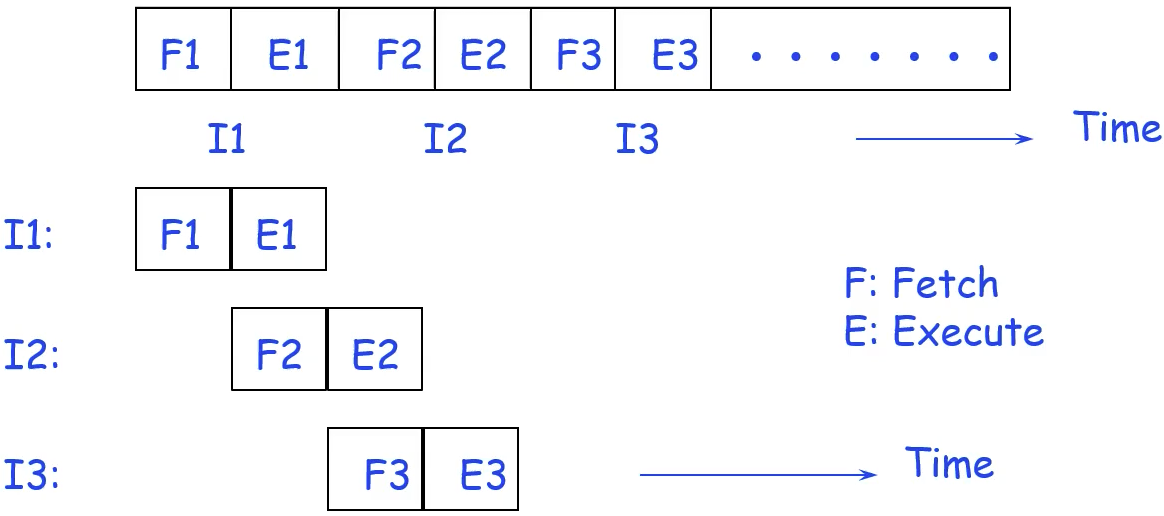 F1 E1 F2 E2 F3 E3 . . . . . . .
I1 I2 I3 Time
I1: F1 E1
F: Fetch
E: Execute
I2: F2 E2
I3: F3 E3 Time